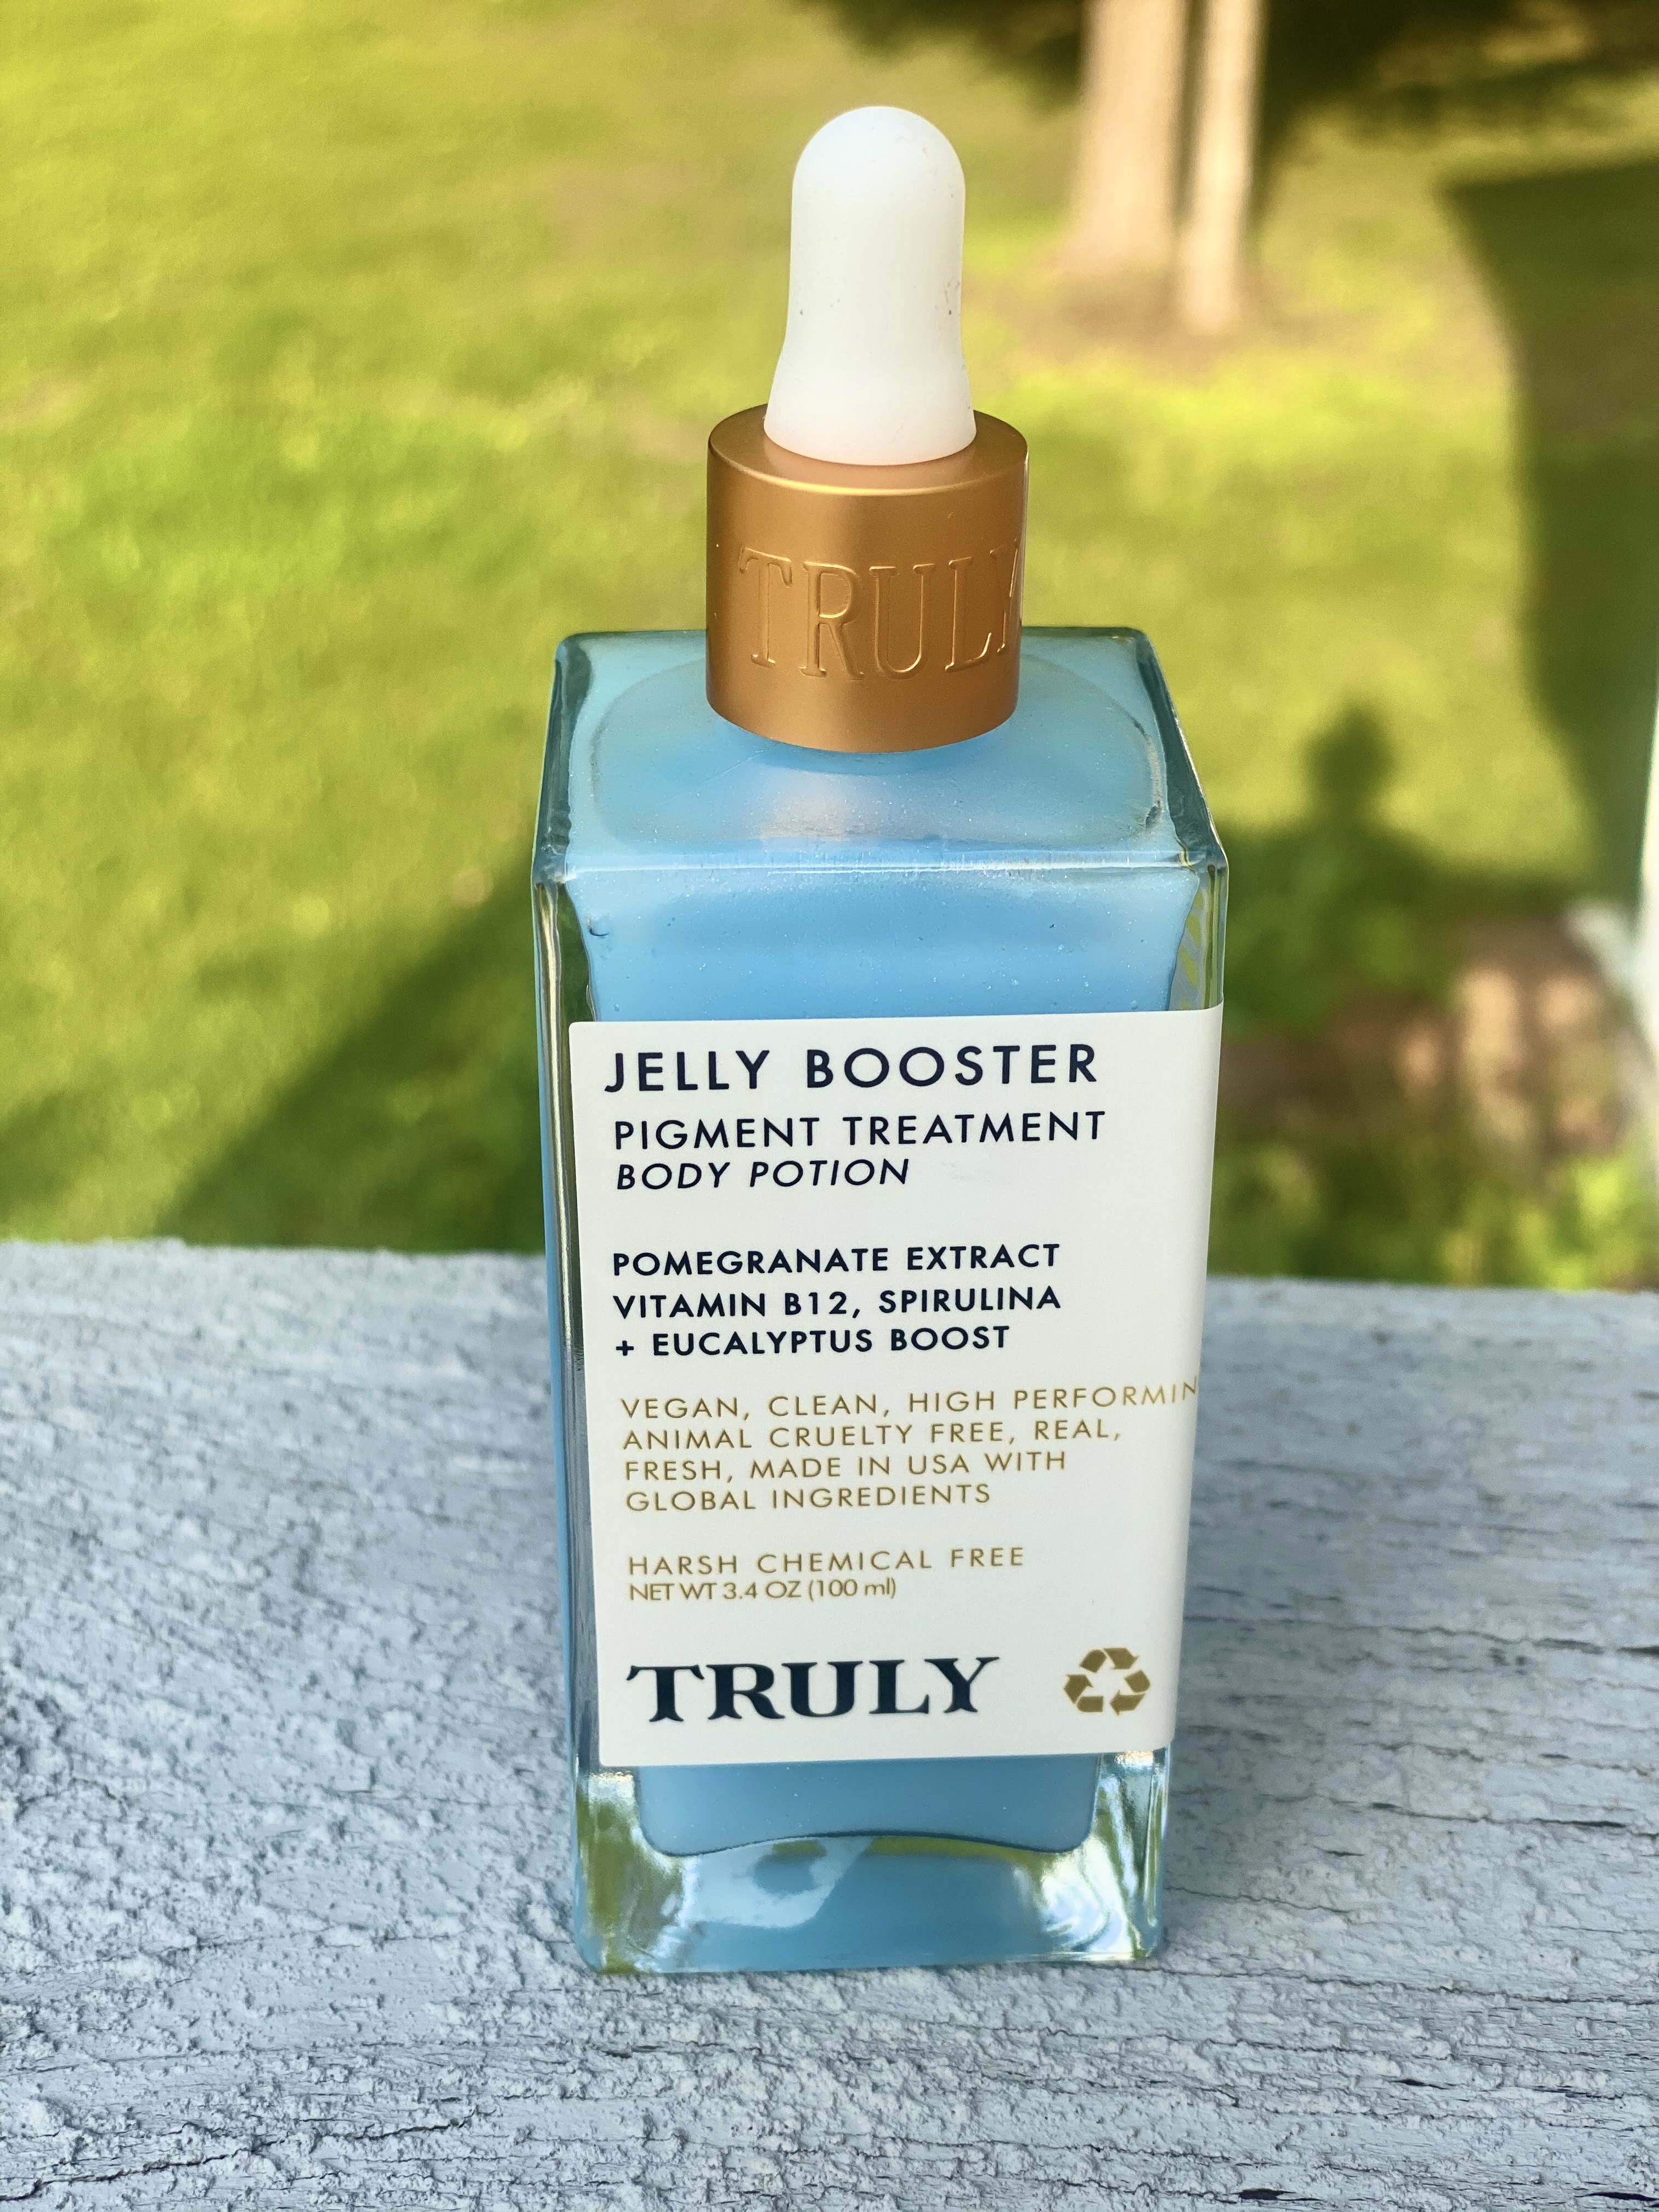 TRULY
JELLY BOOSTER
PIGMENT TREATMENT
BODY POTION
POMEGRANATE EXTRACT
VITAMIN B12, SPIRULINA
+ EUCALYPTUS BOOST
VEGAN, CLEAN, HIGH PERFORMIN
ANIMAL CRUELTY FREE, REAL,
FRESH, MADE IN USA WITH
GLOBAL INGREDIENTS
HARSH CHEMICAL FREE
NET WT 3.4 OZ (100 ml)
TRULY